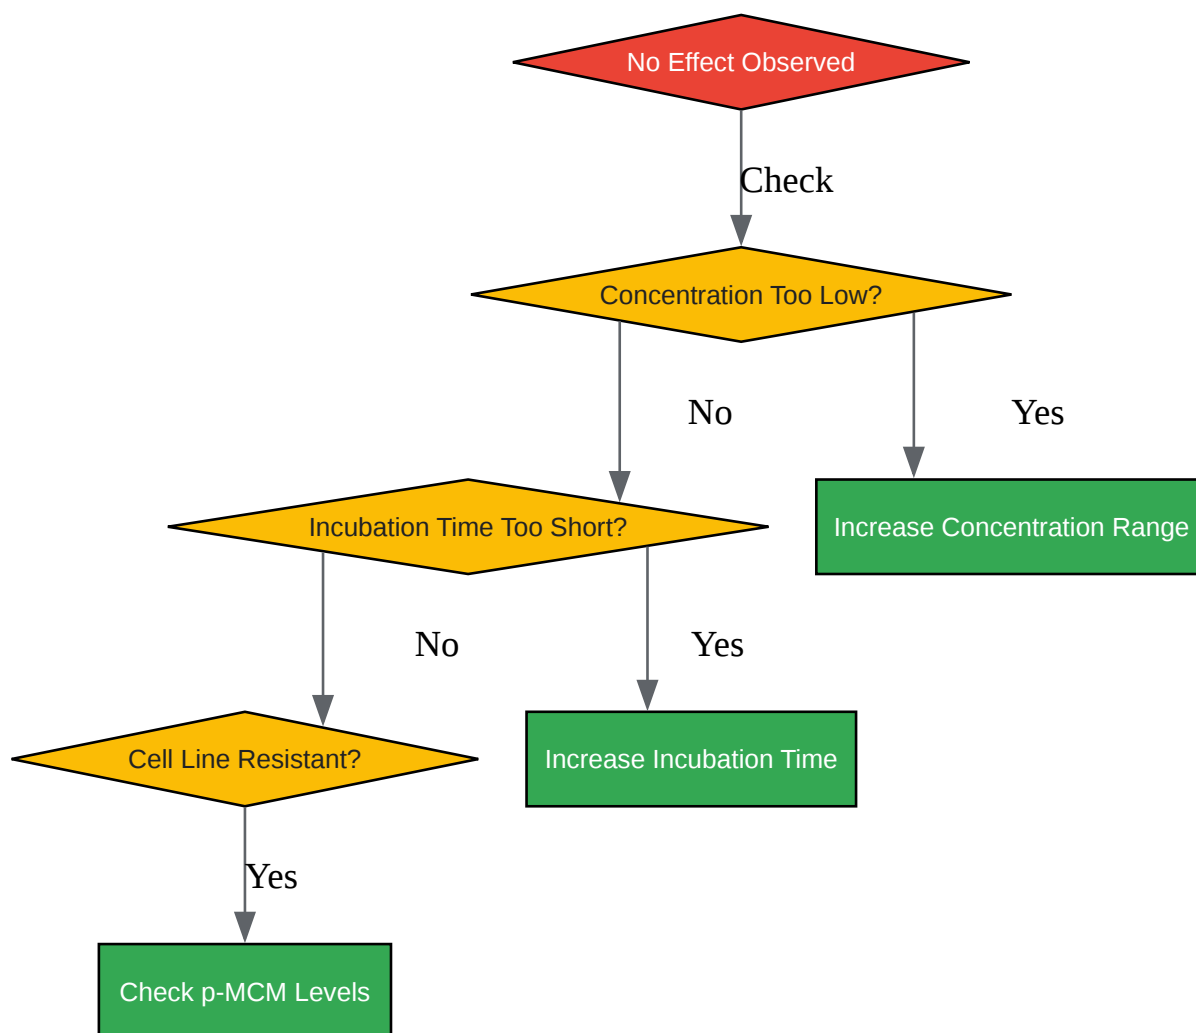 No Effect Observed
Check
Concentration Too Low?
No
Yes
Incubation Time Too Short?
Increase Concentration Range
No
Yes
Cell Line Resistant?
Increase Incubation Time
Yes
Check p-MCM Levels